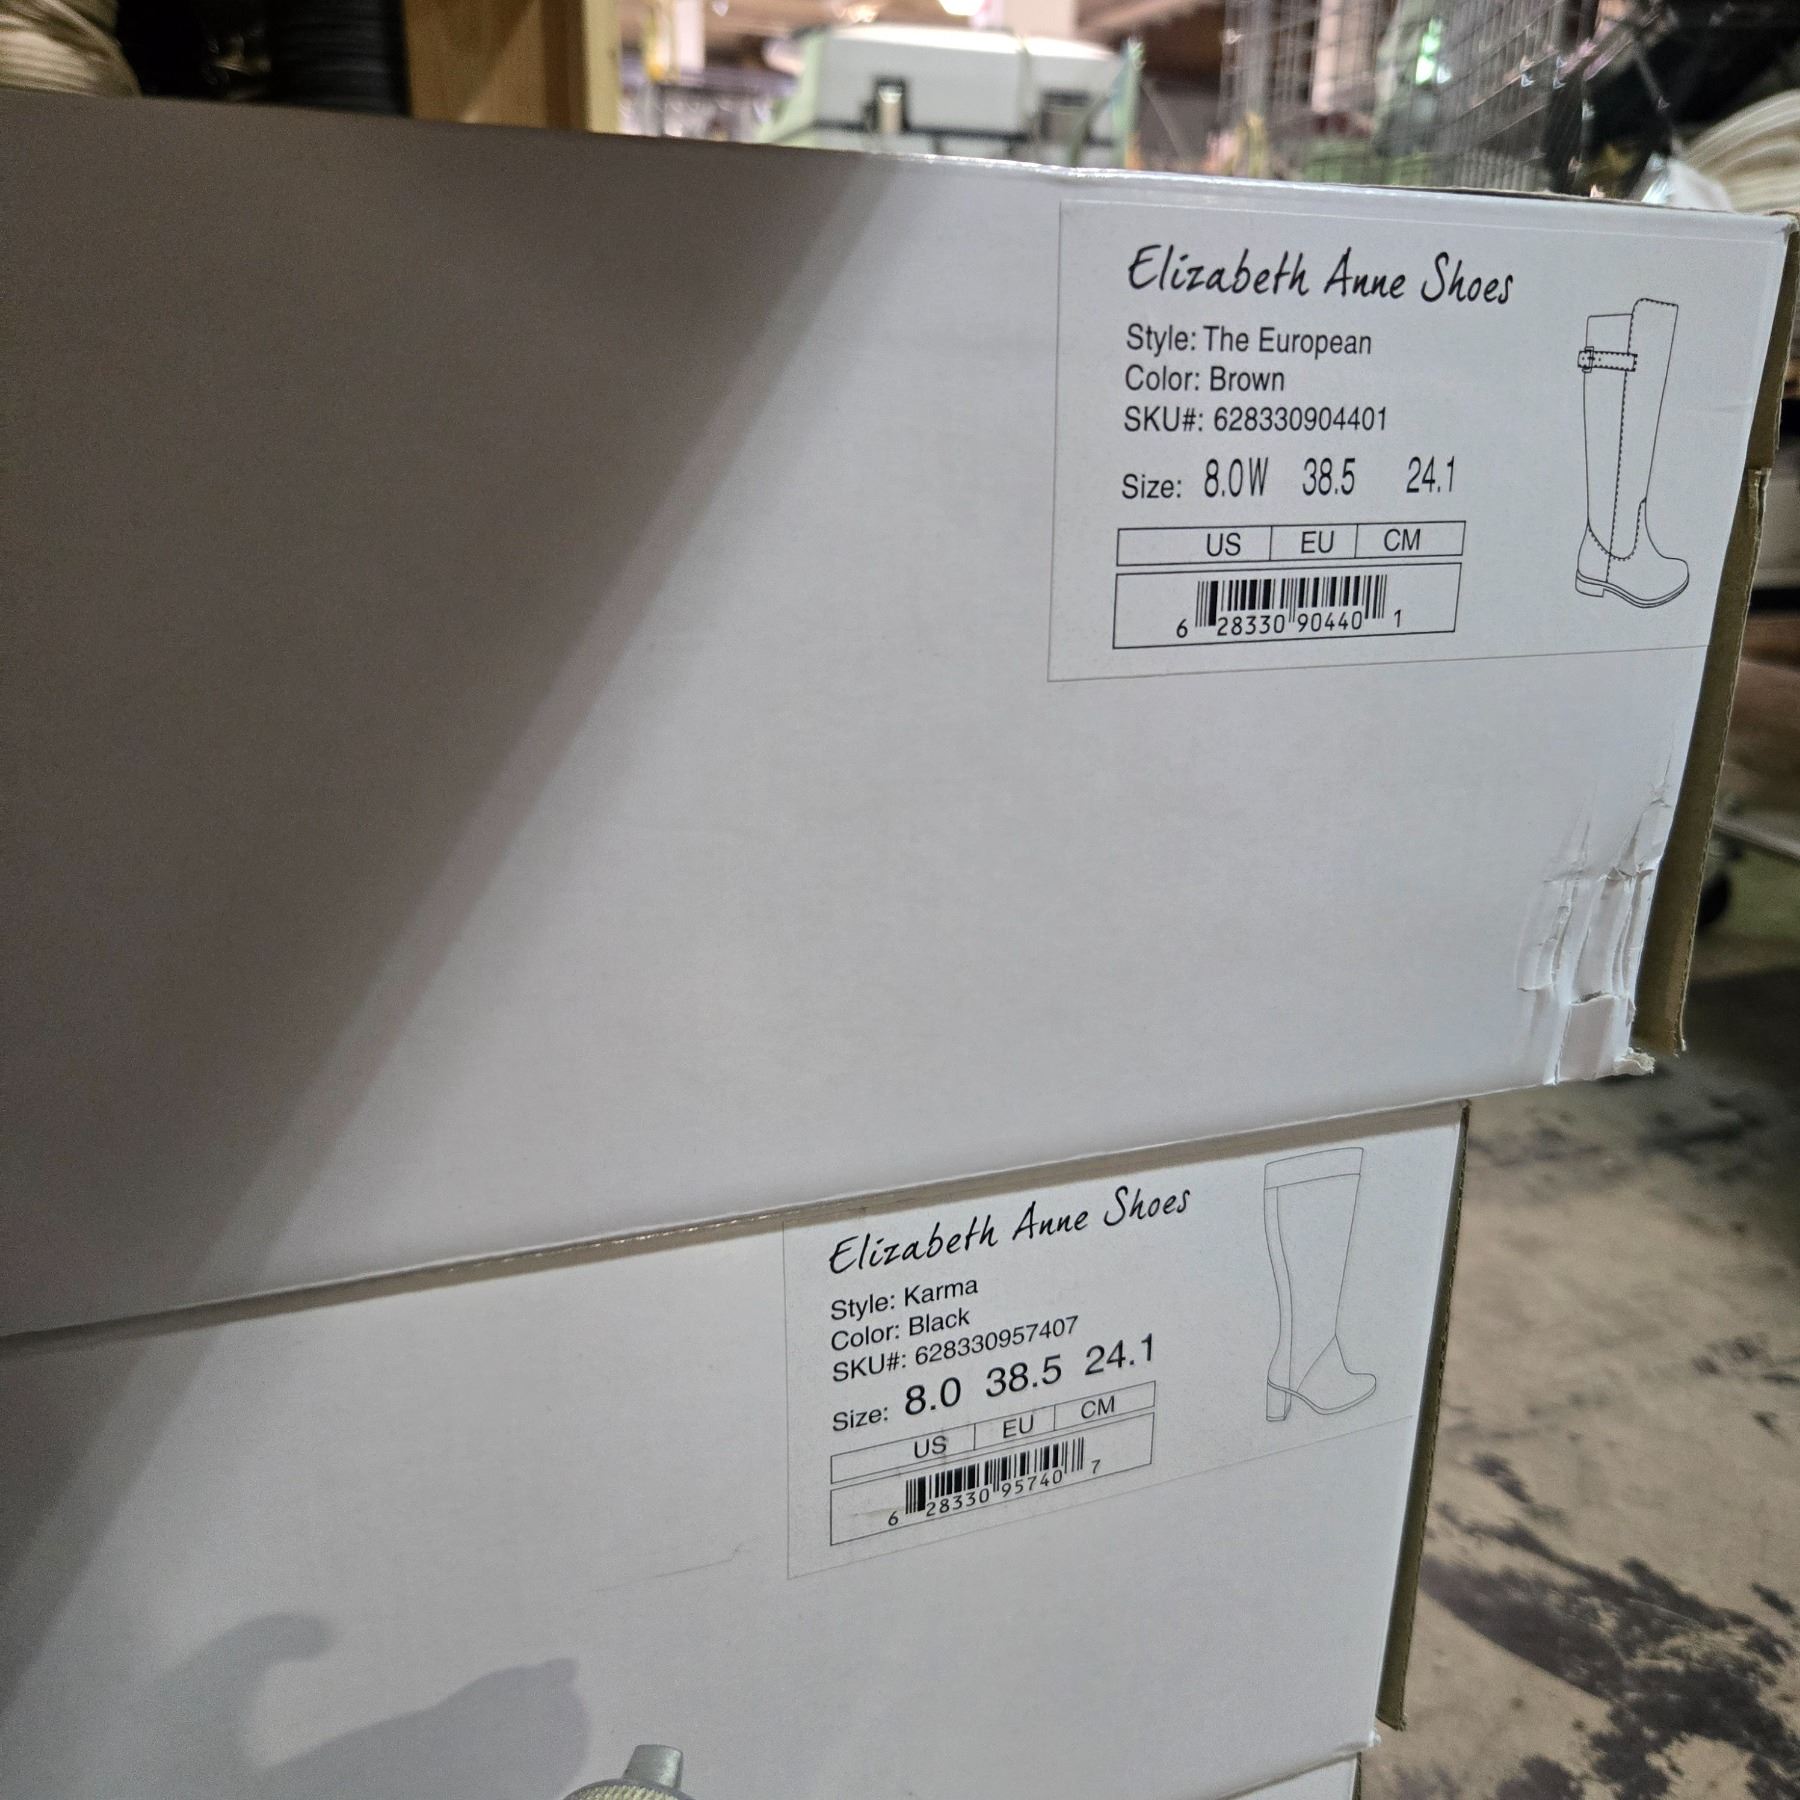 Elizabeth Anne Shoes
Style: The European
Color: Brown
SKU#: 628330904401
Size: 8.0W 38.5 24.1
US EU CM
6 28330 90440 1
Elizabeth Anne Shoes
Style: Karma
Color: Black
SKU#: 628330957407
Size: 8.0 38.5 24.1
US EU CM
6 28330 95740 7